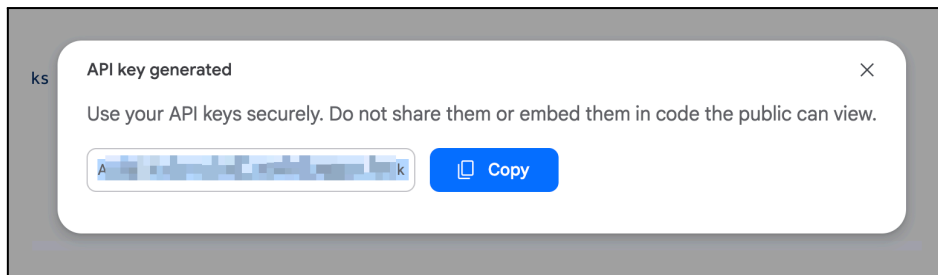 API key generated
ks
Use your API keys securely. Do not share them or embed them in code the public can view.
Copy